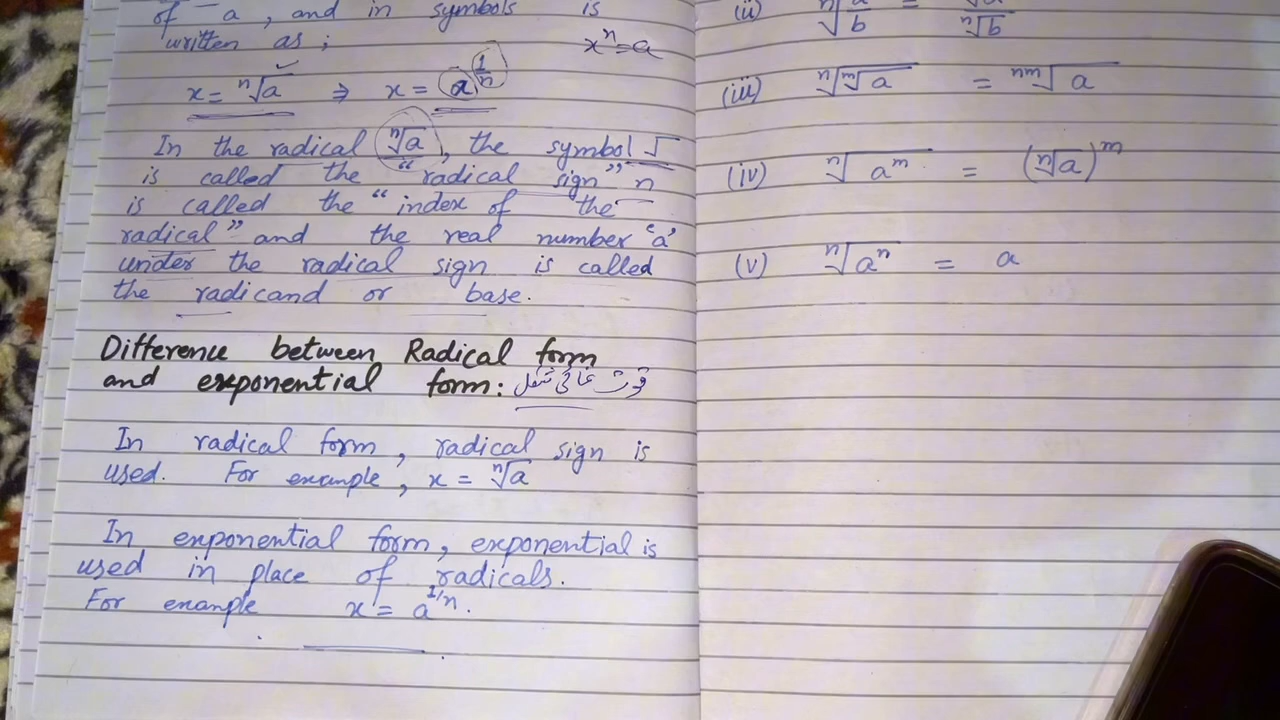 of a, and in symbols is
written as;
xⁿ=a
x = ⁿ√a ⇒ x = a^(1/n)
In the radical ⁿ√a, the symbol √
is called the "radical sign" n
is called the "index of the
radical" and the real number 'a'
under the radical sign is called
the radicand or base.
Difference between Radical form
and exponential form:
In radical form, radical sign is
used. For example, x = ⁿ√a
In exponential form, exponential is
used in place of radicals.
For example x = a^(1/n).
(ii) ⁿ√(a/b) = ⁿ√a/ⁿ√b
(iii) ⁿ√(ᵐ√a) = ⁿᵐ√a
(iv) ⁿ√(aᵐ) = (ⁿ√a)ᵐ
(v) ⁿ√(aⁿ) = a